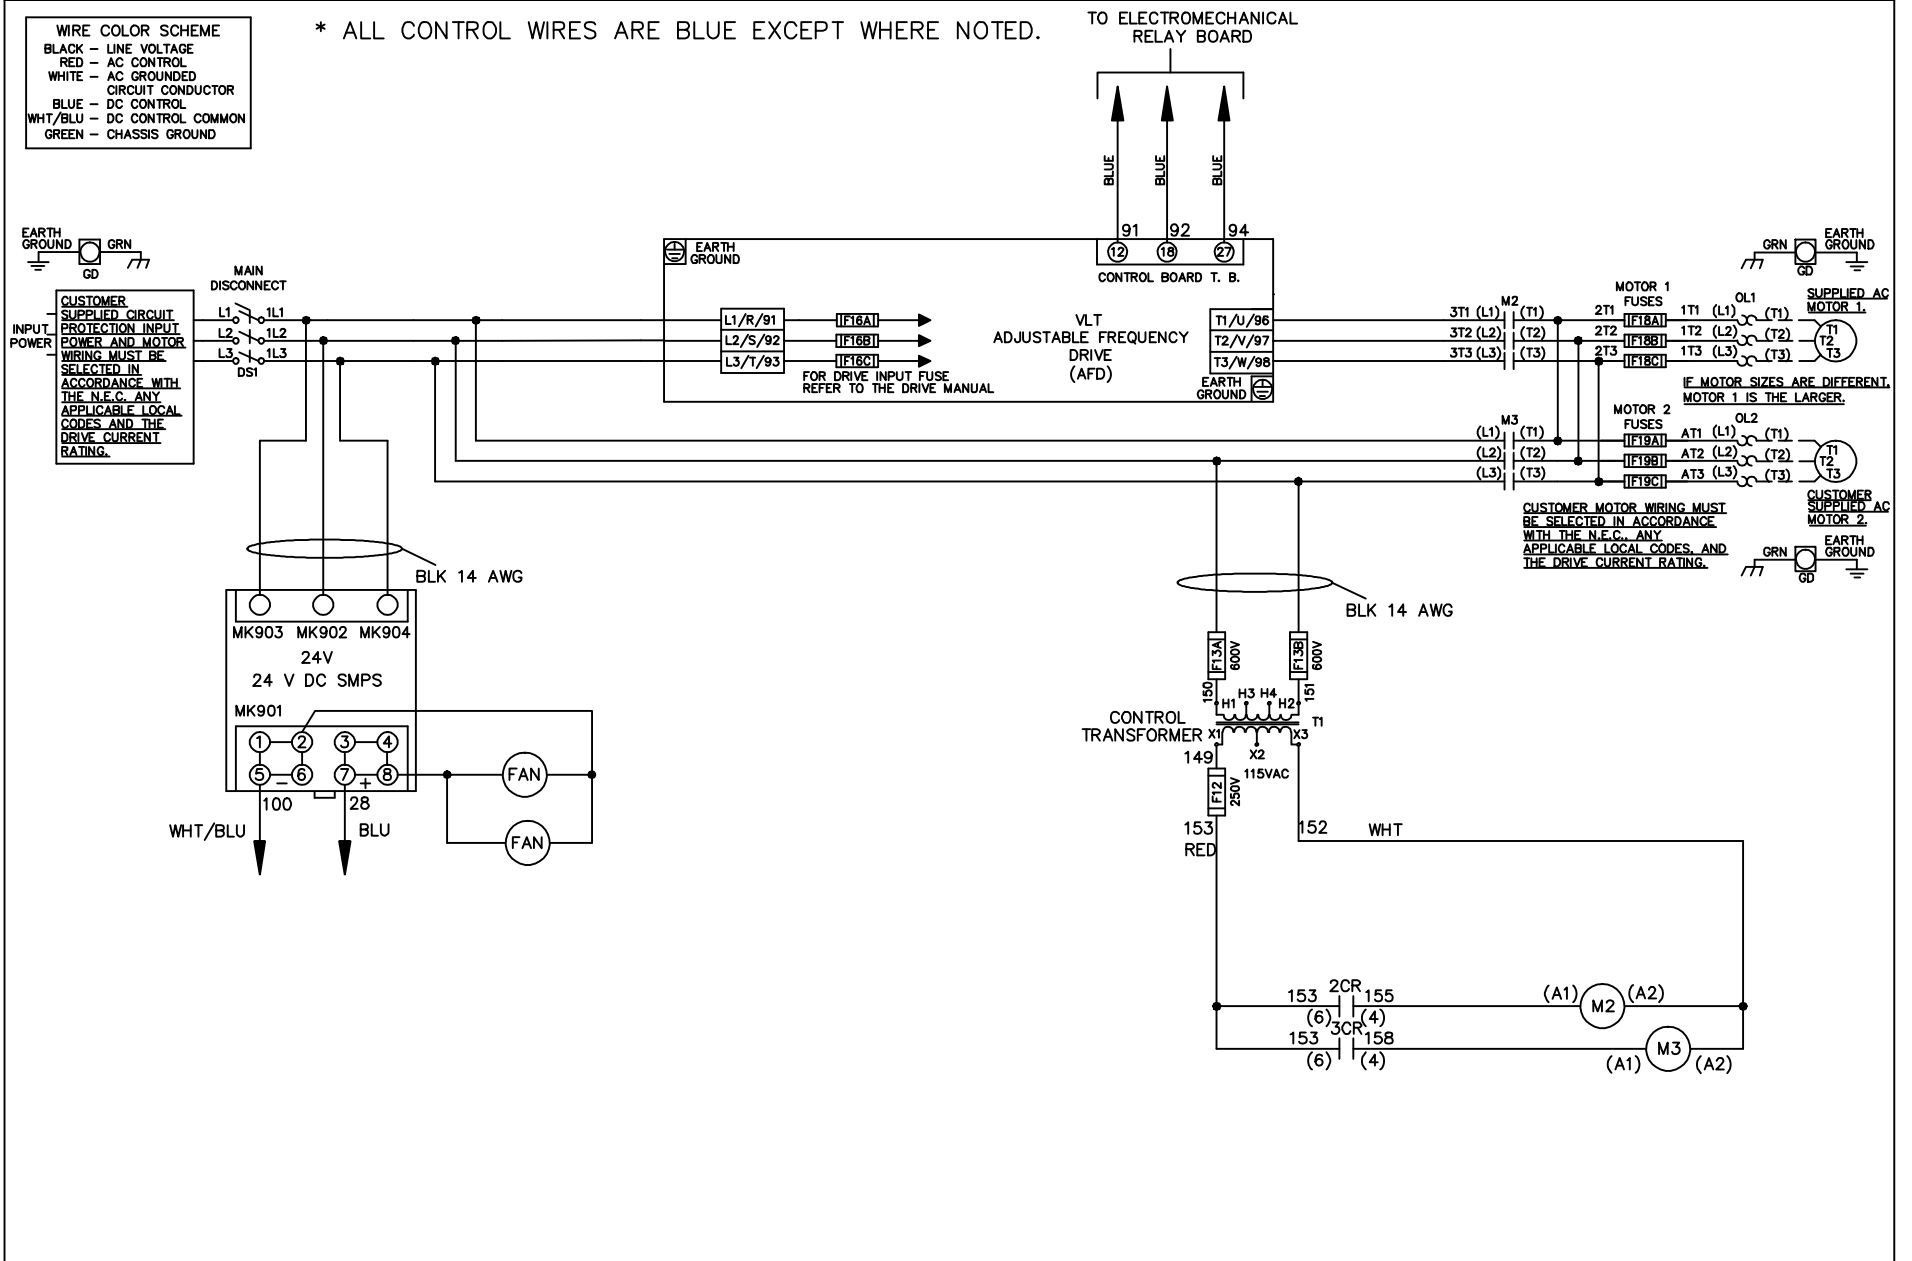 WIRE COLOR SCHEME
BLACK – LINE VOLTAGE
RED – AC CONTROL
WHITE – AC GROUNDED
CIRCUIT CONDUCTOR
BLUE – DC CONTROL
WHT/BLU – DC CONTROL COMMON
GREEN – CHASSIS GROUND
* ALL CONTROL WIRES ARE BLUE EXCEPT WHERE NOTED.
TO ELECTROMECHANICAL
RELAY BOARD
BLUE
BLUE
BLUE
91 92 94
12 18 27
CONTROL BOARD T. B.
EARTH
GROUND
GRN
GD
MAIN
DISCONNECT
L1 1L1
L2 1L2
L3 1L3
DS1
INPUT
POWER
CUSTOMER
SUPPLIED CIRCUIT
PROTECTION INPUT
POWER AND MOTOR
WIRING MUST BE
SELECTED IN
ACCORDANCE WITH
THE N.E.C. ANY
APPLICABLE LOCAL
CODES AND THE
DRIVE CURRENT
RATING.
EARTH
GROUND
L1/R/91
L2/S/92
L3/T/93
F16A
F16B
F16C
FOR DRIVE INPUT FUSE
REFER TO THE DRIVE MANUAL
VLT
ADJUSTABLE FREQUENCY
DRIVE
(AFD)
T1/U/96
T2/V/97
T3/W/98
EARTH
GROUND
M2
3T1 (L1) (T1)
3T2 (L2) (T2)
3T3 (L3) (T3)
MOTOR 1
FUSES
2T1 F18A 1T1 (L1)
2T2 F18B 1T2 (L2)
2T3 F18C 1T3 (L3)
OL1
(T1)
(T2)
(T3)
GRN
EARTH
GROUND
GD
SUPPLIED AC
MOTOR 1.
T1
T2
T3
IF MOTOR SIZES ARE DIFFERENT,
MOTOR 1 IS THE LARGER.
M3
(L1) (T1)
(L2) (T2)
(L3) (T3)
MOTOR 2
FUSES
F19A AT1 (L1)
F19B AT2 (L2)
F19C AT3 (L3)
OL2
(T1)
(T2)
(T3)
T1
T2
T3
CUSTOMER
SUPPLIED AC
MOTOR 2.
CUSTOMER MOTOR WIRING MUST
BE SELECTED IN ACCORDANCE
WITH THE N.E.C., ANY
APPLICABLE LOCAL CODES, AND
THE DRIVE CURRENT RATING.
GRN
EARTH
GROUND
GD
BLK 14 AWG
MK903 MK902 MK904
24V
24 V DC SMPS
MK901
1 2 3 4
5 – 6 7 + 8
100 28
WHT/BLU
BLU
FAN
FAN
BLK 14 AWG
F13A
600V
F13B
600V
150
151
H1 H3 H4 H2
T1
CONTROL
TRANSFORMER
X1 X2 X3
149
115VAC
F12
250V
153
RED
152
WHT
2CR
153 155
(6) (4)
(A1) M2 (A2)
3CR
153 158
(6) (4)
(A1) M3 (A2)